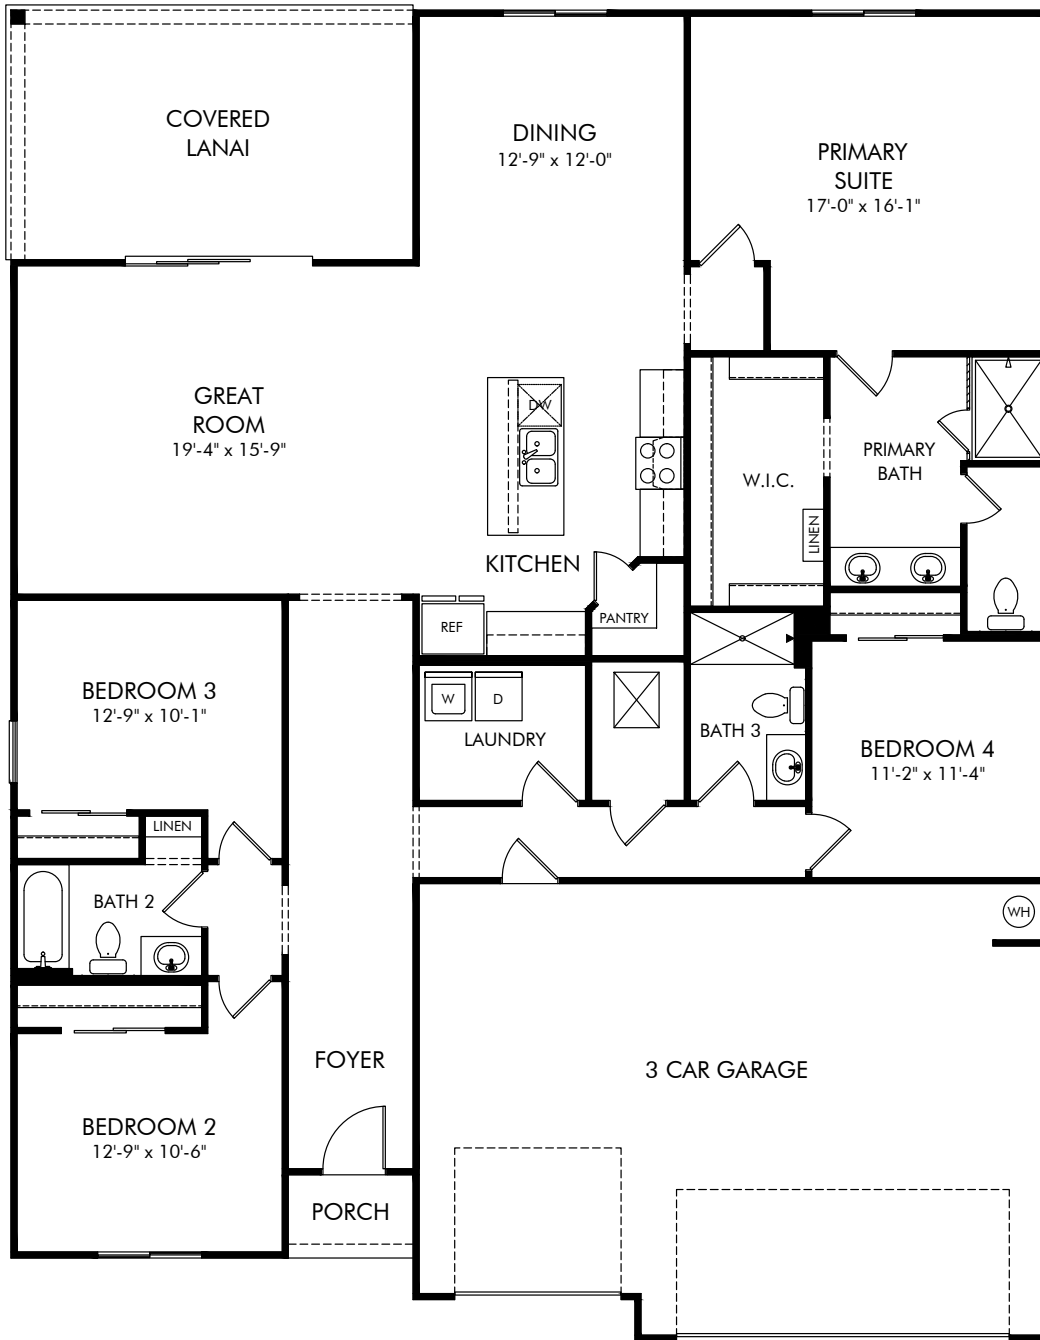 COVERED
LANAI
DINING
12'-9" x 12'-0"
PRIMARY
SUITE
17'-0" x 16'-1"
GREAT
ROOM
19'-4" x 15'-9"
DW
KITCHEN
W.I.C.
LINEN
PRIMARY
BATH
REF
PANTRY
BEDROOM 3
12'-9" x 10'-1"
W
D
LAUNDRY
BATH 3
BEDROOM 4
11'-2" x 11'-4"
LINEN
BATH 2
WH
FOYER
3 CAR GARAGE
BEDROOM 2
12'-9" x 10'-6"
PORCH